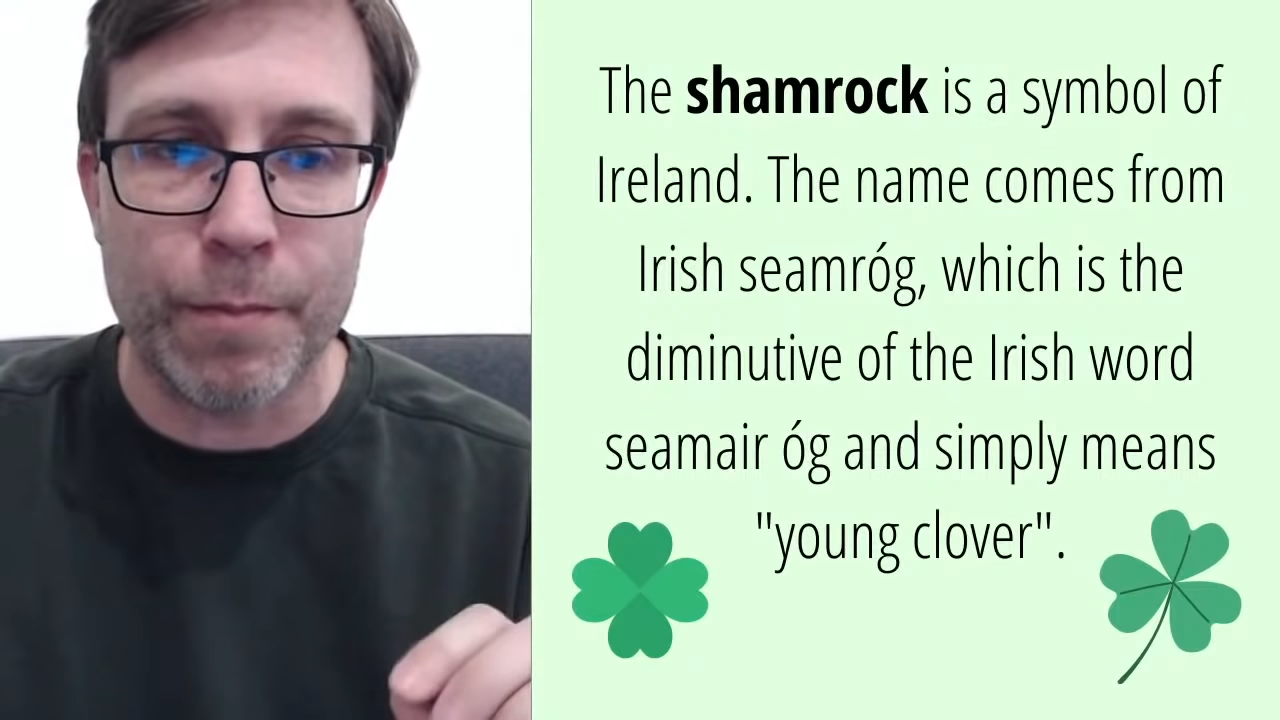 The shamrock is a symbol of
Ireland. The name comes from
Irish seamróg, which is the
diminutive of the Irish word
seamair óg and simply means
"young clover".